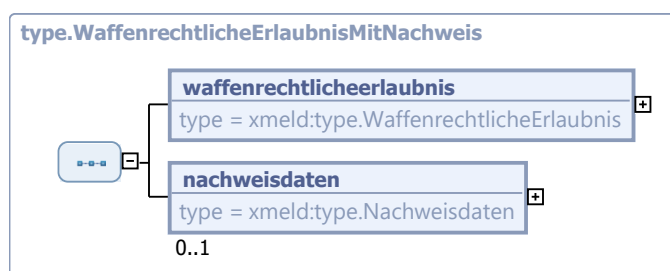 type.WaffenrechtlicheErlaubnisMitNachweis
waffenrechtlicheerlaubnis
type = xmeld:type.WaffenrechtlicheErlaubnis
nachweisdaten
type = xmeld:type.Nachweisdaten
0..1